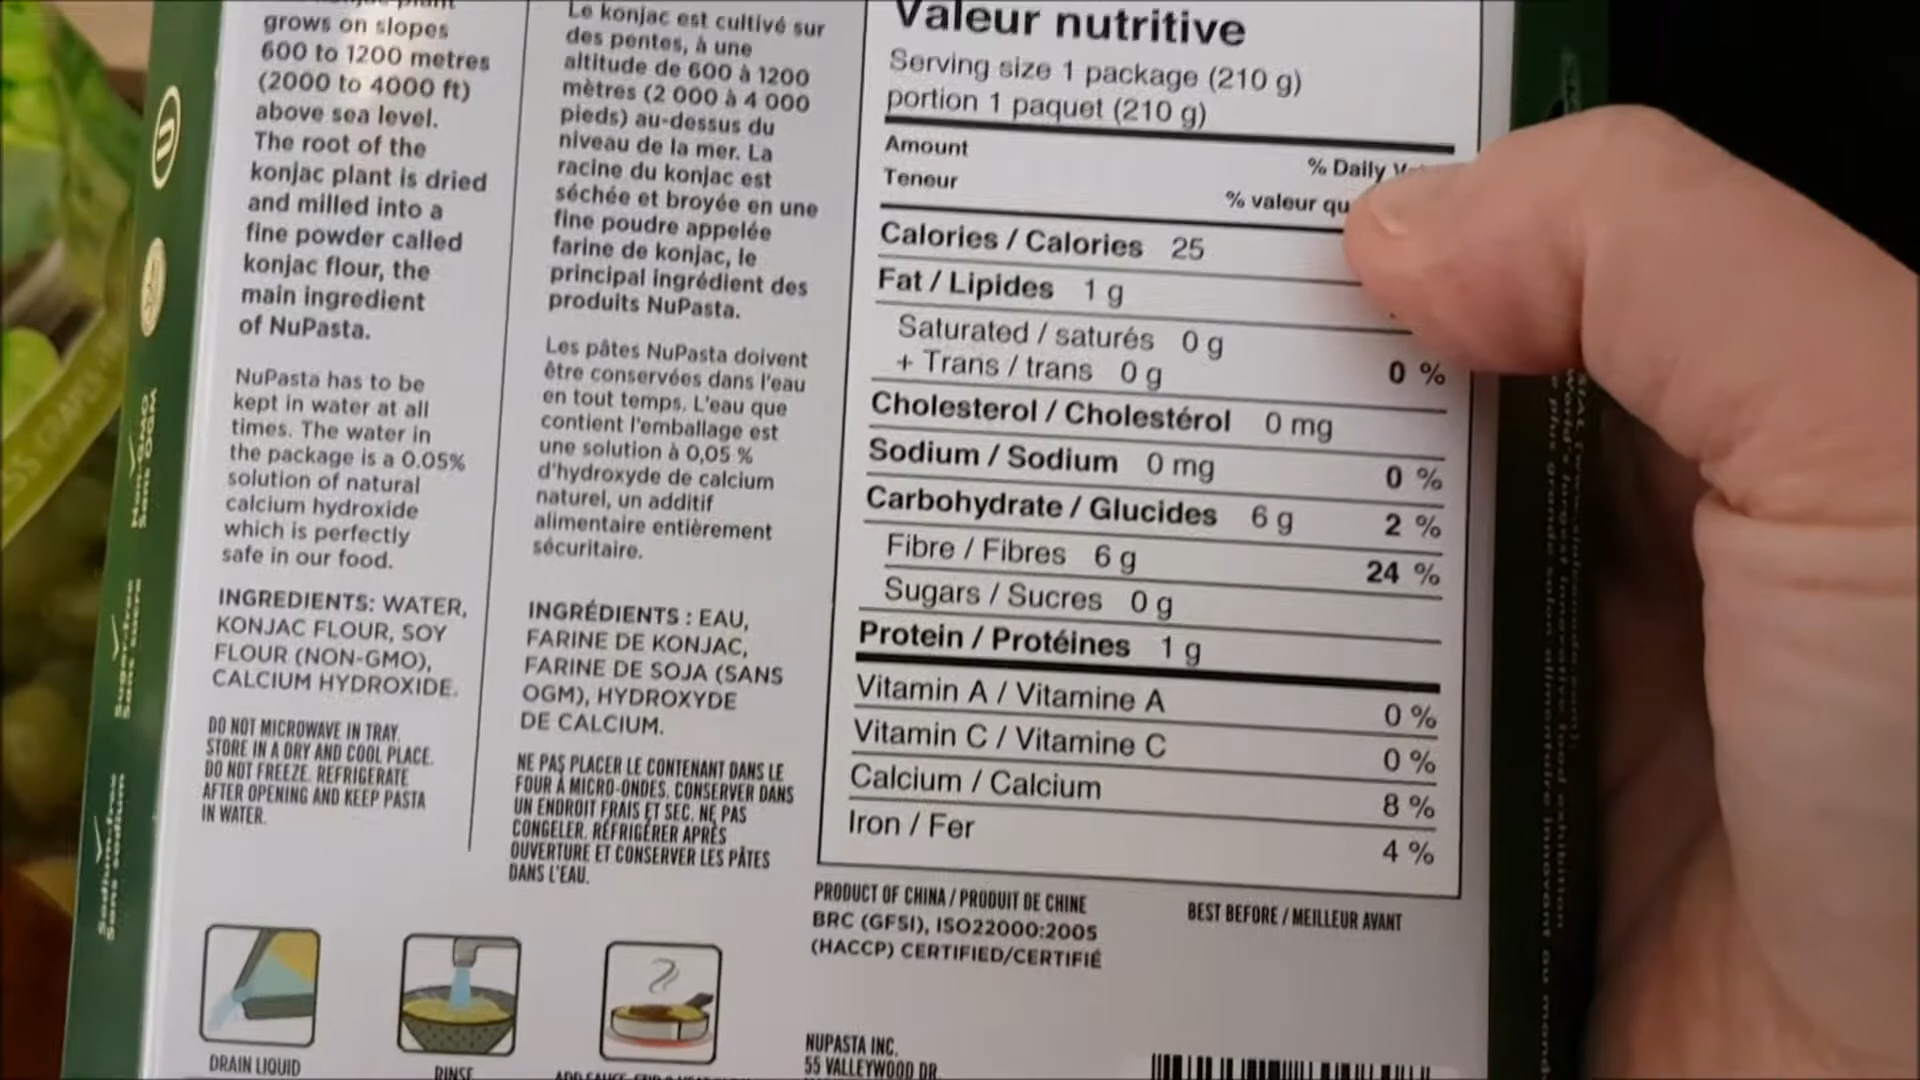 grows on slopes
600 to 1200 metres
(2000 to 4000 ft)
above sea level.
The root of the
konjac plant is dried
and milled into a
fine powder called
konjac flour, the
main ingredient
of NuPasta.
NuPasta has to be
kept in water at all
times. The water in
the package is a 0.05%
solution of natural
calcium hydroxide
which is perfectly
safe in our food.
INGREDIENTS: WATER,
KONJAC FLOUR, SOY
FLOUR (NON-GMO),
CALCIUM HYDROXIDE.
DO NOT MICROWAVE IN TRAY.
STORE IN A DRY AND COOL PLACE.
DO NOT FREEZE. REFRIGERATE
AFTER OPENING AND KEEP PASTA
IN WATER.
Le konjac est cultivé sur
des pentes, à une
altitude de 600 à 1200
mètres (2 000 à 4 000
pieds) au-dessus du
niveau de la mer. La
racine du konjac est
séchée et broyée en une
fine poudre appelée
farine de konjac, le
principal ingrédient des
produits NuPasta.
Les pâtes NuPasta doivent
être conservées dans l'eau
en tout temps. L'eau que
contient l'emballage est
une solution à 0,05 %
d'hydroxyde de calcium
naturel, un additif
alimentaire entièrement
sécuritaire.
INGRÉDIENTS : EAU,
FARINE DE KONJAC,
FARINE DE SOJA (SANS
OGM), HYDROXYDE
DE CALCIUM.
NE PAS PLACER LE CONTENANT DANS LE
FOUR À MICRO-ONDES. CONSERVER DANS
UN ENDROIT FRAIS ET SEC. NE PAS
CONGELER. RÉFRIGÉRER APRÈS
OUVERTURE ET CONSERVER LES PÂTES
DANS L'EAU.
Valeur nutritive
Serving size 1 package (210 g)
portion 1 paquet (210 g)
Amount % Daily
Teneur % valeur
Calories / Calories 25
Fat / Lipides 1 g
Saturated / saturés 0 g
+ Trans / trans 0 g 0 %
Cholesterol / Cholestérol 0 mg
Sodium / Sodium 0 mg 0 %
Carbohydrate / Glucides 6 g 2 %
Fibre / Fibres 6 g 24 %
Sugars / Sucres 0 g
Protein / Protéines 1 g
Vitamin A / Vitamine A 0 %
Vitamin C / Vitamine C 0 %
Calcium / Calcium 8 %
Iron / Fer 4 %
PRODUCT OF CHINA / PRODUIT DE CHINE
BRC (GFSI), ISO22000:2005
(HACCP) CERTIFIED/CERTIFIÉ
BEST BEFORE / MEILLEUR AVANT
NUPASTA INC.
55 VALLEYWOOD DR.
DRAIN LIQUID
RINSE
Non GMO
Sans OGM
Sugar-free
Sans sucre
Sodium-free
Sans sodium